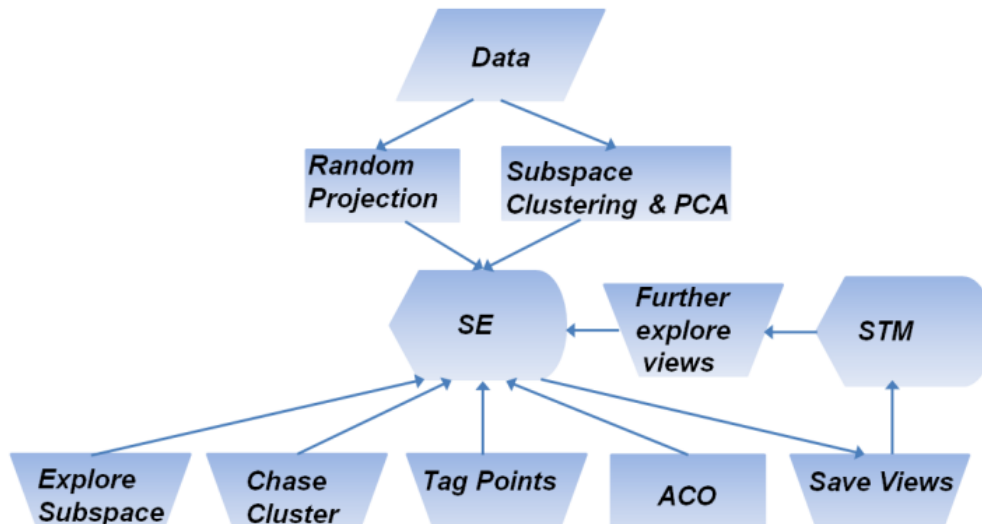 Data
Random
Projection
Subspace
Clustering & PCA
SE
Further
explore
views
STM
Explore
Subspace
Chase
Cluster
Tag Points
ACO
Save Views